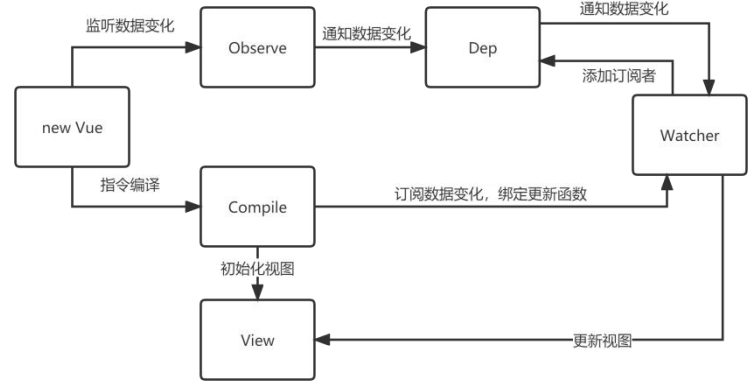 通知数据变化
监听数据变化
Observe
通知数据变化
Dep
添加订阅者
new Vue
Watcher
指令编译
Compile
订阅数据变化，绑定更新函数
初始化视图
View
更新视图